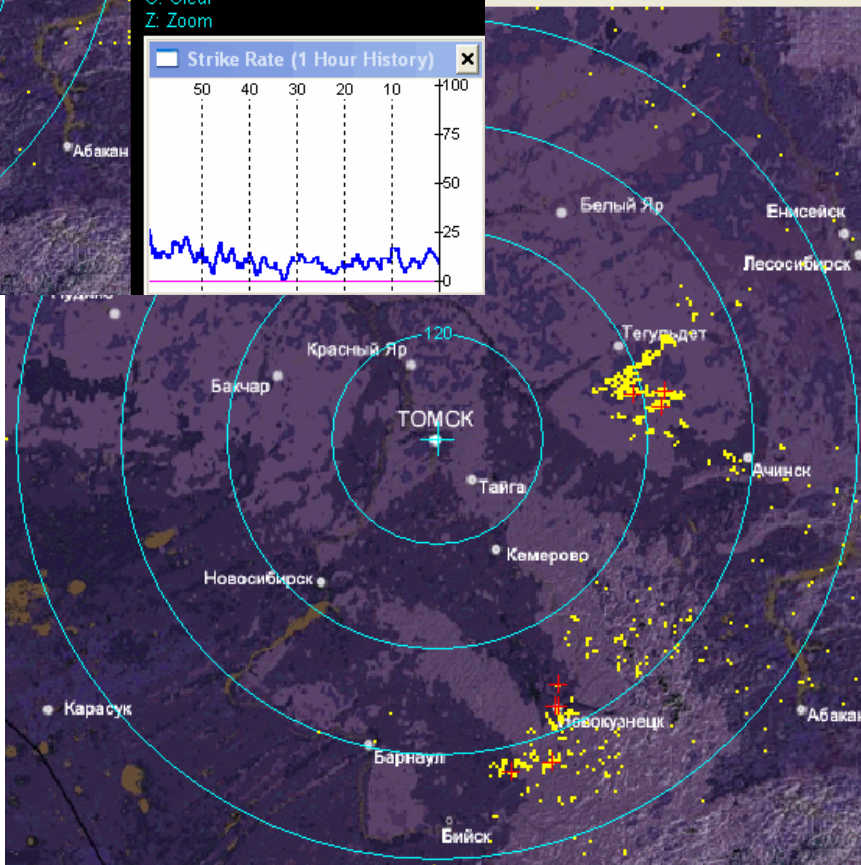 Z: Zoom
Strike Rate (1 Hour History)
50 40 30 20 10
100
75
50
25
0
Абакан
Белый Яр
Енисейск
Лесосибирск
120
Тегульдет
Красный Яр
Бакчар
ТОМСК
Ачинск
Тайга
Кемерово
Новосибирск
Карасук
Новокузнецк
Абакан
Барнаул
Бийск